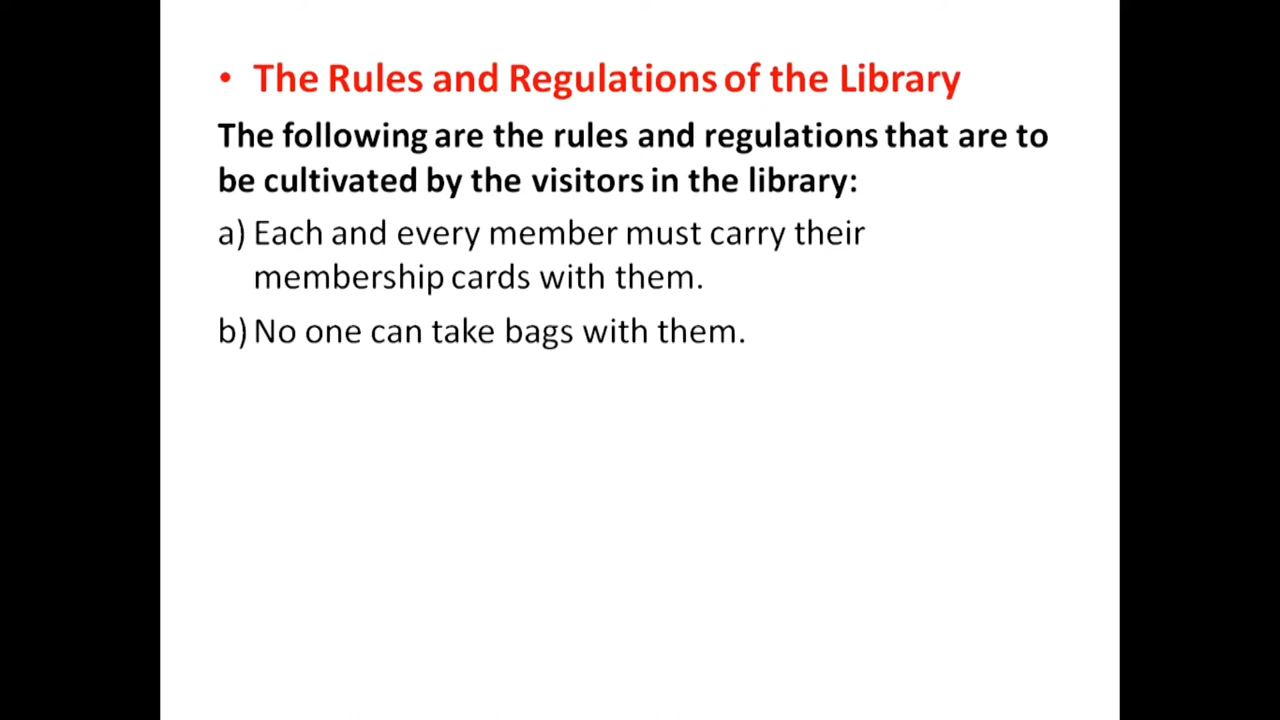 • The Rules and Regulations of the Library
The following are the rules and regulations that are to
be cultivated by the visitors in the library:
a) Each and every member must carry their
membership cards with them.
b) No one can take bags with them.